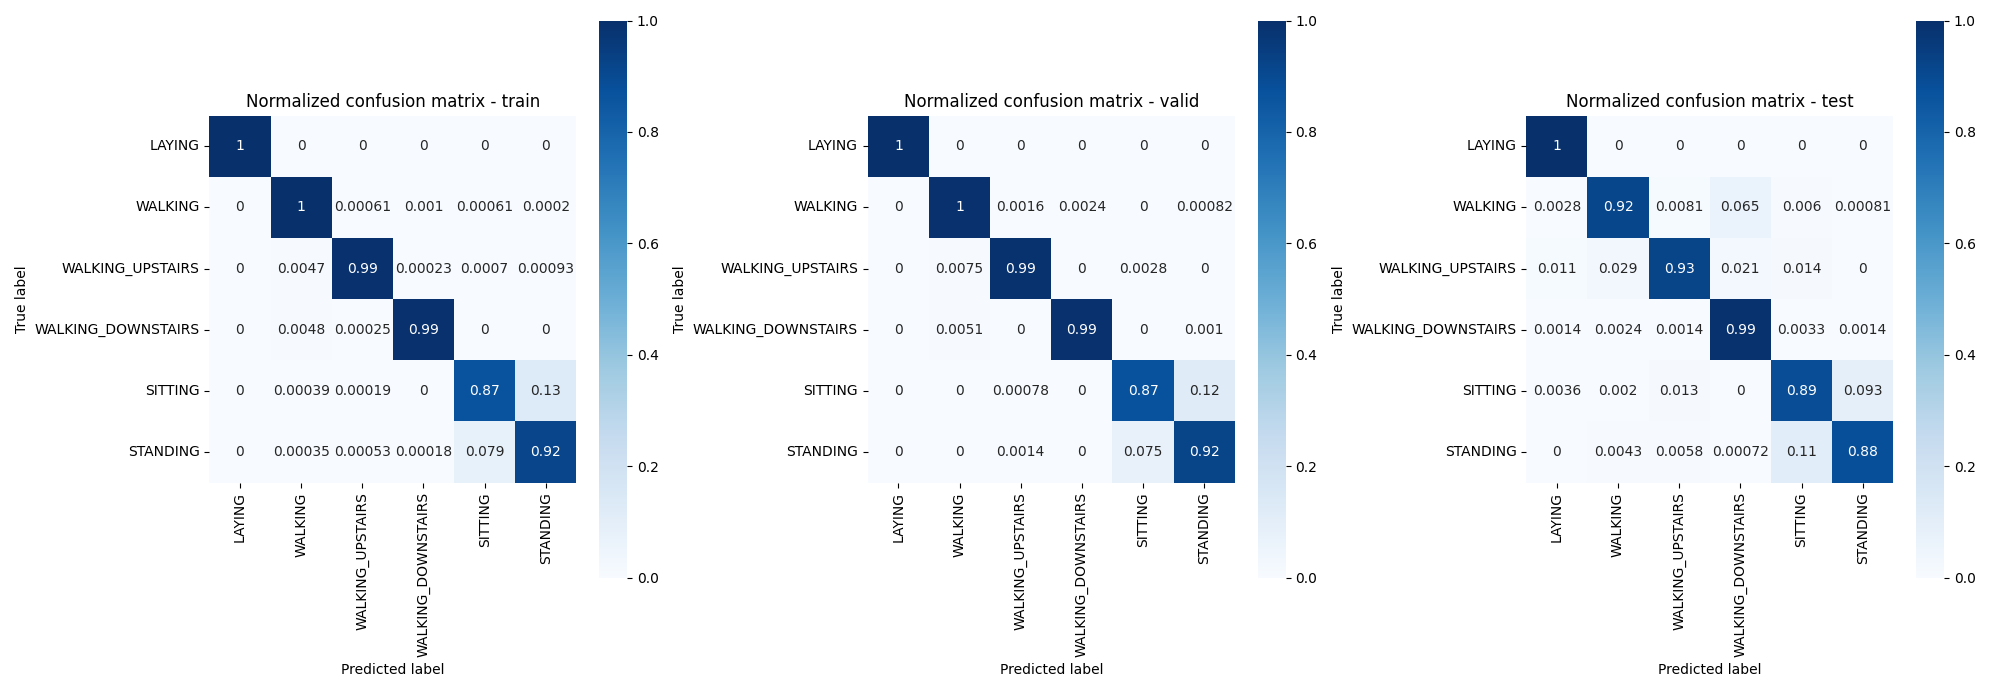 Normalized confusion matrix - train
True label
LAYING 1 0 0 0 0 0
WALKING 0 1 0.00061 0.001 0.00061 0.0002
WALKING_UPSTAIRS 0 0.0047 0.99 0.00023 0.0007 0.00093
WALKING_DOWNSTAIRS 0 0.0048 0.00025 0.99 0 0
SITTING 0 0.00039 0.00019 0 0.87 0.13
STANDING 0 0.00035 0.00053 0.00018 0.079 0.92
LAYING
WALKING
WALKING_UPSTAIRS
WALKING_DOWNSTAIRS
SITTING
STANDING
Predicted label
1.0
0.8
0.6
0.4
0.2
0.0
Normalized confusion matrix - valid
True label
LAYING 1 0 0 0 0 0
WALKING 0 1 0.0016 0.0024 0 0.00082
WALKING_UPSTAIRS 0 0.0075 0.99 0 0.0028 0
WALKING_DOWNSTAIRS 0 0.0051 0 0.99 0 0.001
SITTING 0 0 0.00078 0 0.87 0.12
STANDING 0 0 0.0014 0 0.075 0.92
LAYING
WALKING
WALKING_UPSTAIRS
WALKING_DOWNSTAIRS
SITTING
STANDING
Predicted label
1.0
0.8
0.6
0.4
0.2
0.0
Normalized confusion matrix - test
True label
LAYING 1 0 0 0 0 0
WALKING 0.0028 0.92 0.0081 0.065 0.006 0.00081
WALKING_UPSTAIRS 0.011 0.029 0.93 0.021 0.014 0
WALKING_DOWNSTAIRS 0.0014 0.0024 0.0014 0.99 0.0033 0.0014
SITTING 0.0036 0.002 0.013 0 0.89 0.093
STANDING 0 0.0043 0.0058 0.00072 0.11 0.88
LAYING
WALKING
WALKING_UPSTAIRS
WALKING_DOWNSTAIRS
SITTING
STANDING
Predicted label
1.0
0.8
0.6
0.4
0.2
0.0